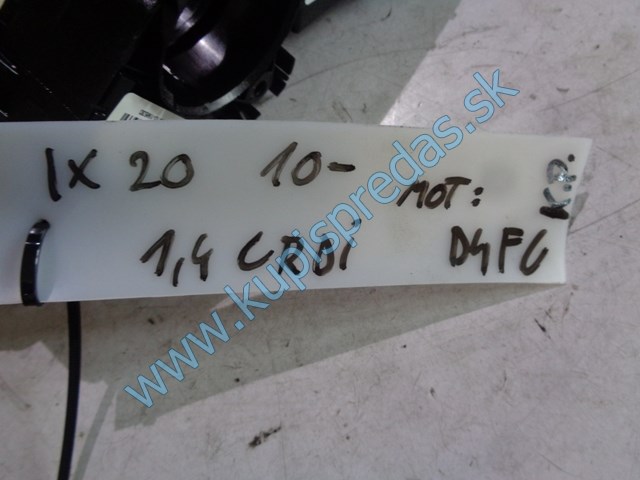 IX 20 10- MOT:
1,4 CRDi D4FC
K.P.
www.kupispredas.sk